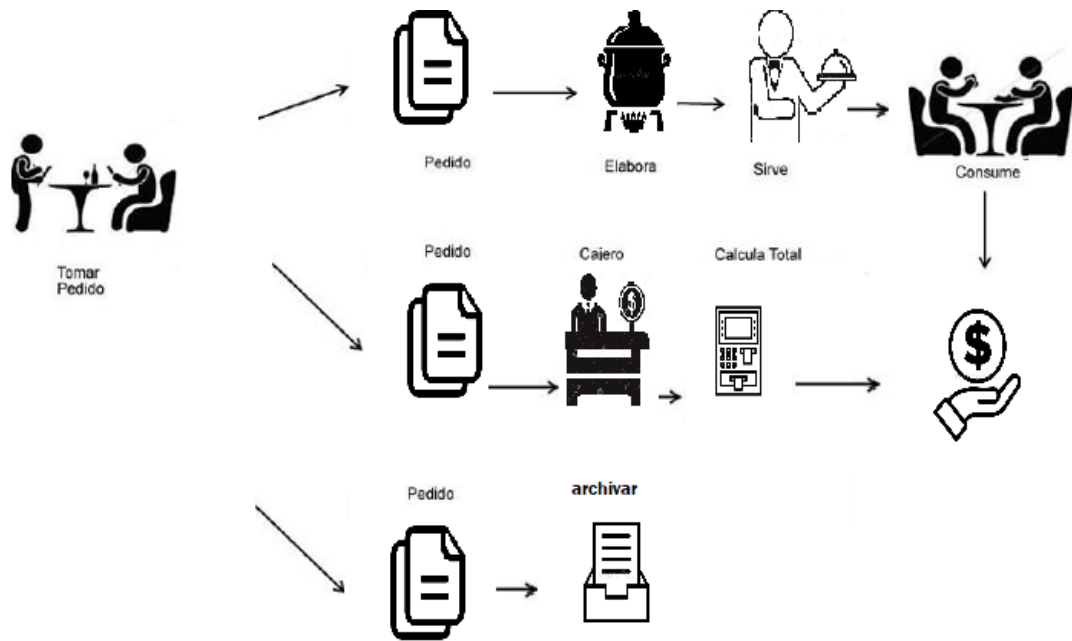 Pedido
Elabora
Sirve
Consume
Tomar
Pedido
Pedido
Cajero
Calcula Total
$
$
Pedido
archivar